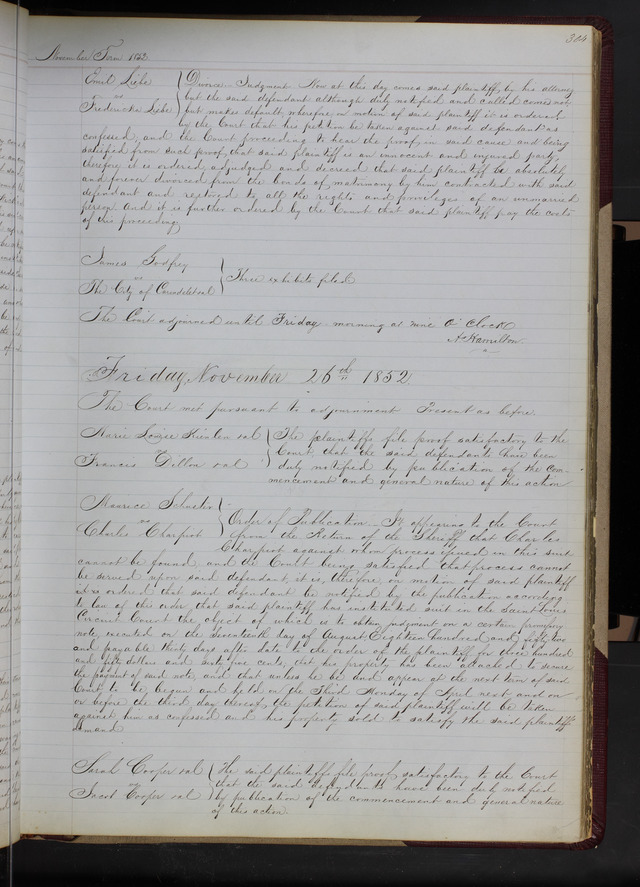 304
November Term 1852
Emil Liebe } Divorce Judgment Now at this day comes said plaintiff by his attorney
vs but the said defendant although duly notified and called comes not
Fredericka Liebe but makes default, wherefore on motion of said plaintiff it is ordered
by the Court that his petition be taken against said defendant as
confessed, and the Court proceeding to hear the proof in said cause and being
satisfied from such proof, that said plaintiff is an innocent and injured party,
therefore it is ordered adjudged and decreed that said plaintiff be absolutely
and forever divorced from the bonds of matrimony by him contracted with said
defendant and restored to all the rights and privileges of an unmarried
person and it is further ordered by the Court that said plaintiff pay the costs
of this proceeding
James Godfrey
vs } Three exhibits filed
The City of Carondelet et al
The Court adjourned until Friday morning at nine O'clock
A Hamilton
Friday, November 26th 1852
The Court met pursuant to adjournment Present as before.
Marie Louise et al } The plaintiffs file proof satisfactory to the
vs Court, that the said defendants have been
Francis Dillon et al duly notified by publication of the com-
mencement and general nature of this action
Maurice
vs } Order of Publication It appearing to the Court
Charles Charpiot from the Return of the Sheriff that Charles
Charpiot against whom process issued in this suit
cannot be found, and the Court being satisfied that process cannot
be served upon said defendant, it is, therefore, on motion of said plaintiff
ordered that said defendant be notified by the publication according
to law of this order, that said plaintiff has instituted suit in the Saint Louis
Circuit Court the object of which is to obtain judgment on a certain promissory
note, executed on the seventeenth day of August Eighteen hundred and fifty two
and payable thirty days after date to the order of the plaintiff for three hundred
and fifty dollars and sixty five cents, that his property has been attached to secure
the payment of said note, and that unless he be and appear at the next term of said
Court to be begun and held on the Third Monday of April next, and on
or before the third day thereof, the petition of said plaintiff will be taken
against him as confessed and his property sold to satisfy the said plaintiff's
demand
Sarah Cooper et al } The said plaintiffs file proof satisfactory to the Court
vs that the said defendants have been duly notified
Jacob Cooper et al by publication of the commencement and general nature
of this action.